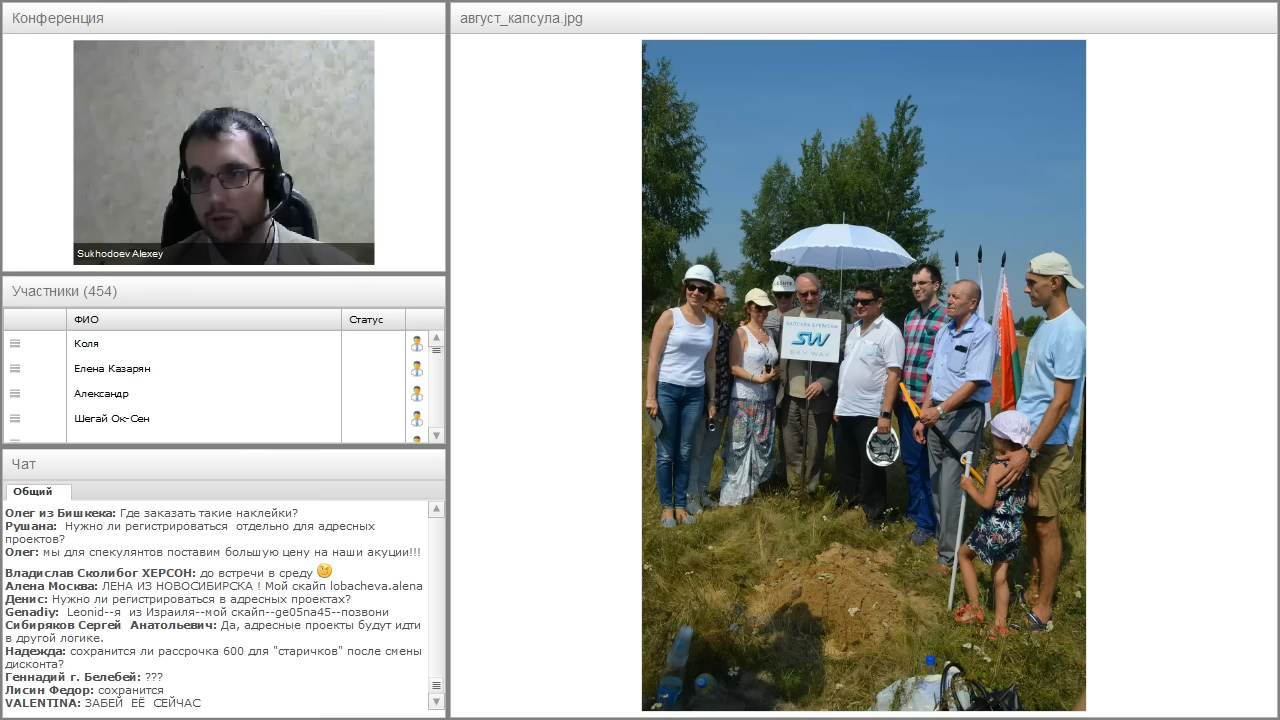 Конференция
август_капсула.jpg
Sukhodoev Alexey
КАПСУЛА ВРЕМЕНИ
SW
SKY WAY
Участники (454)
ФИО Статус
Коля
Елена Нарян
Александр
Шегай Ок-Сен
Чат
Общий
Олег из Бишкека: Где заказать такие наклейки?
Рушана: Нужно ли регистрироваться отдельно для адресных
проектов?
Олег: мы для спекулянтов поставим большую цену на наши акуции!!!
Владислав Сколибог ХЕРСОН: до встречи в среду
Алена Москва: ЛЕНА ИЗ НОВОСИБИРСКА ! Мой скайп lobacheva.alena
Денис: Нужно ли регистрироваться в адресных проектах?
Genadiy: Leonid--я из Израиля--мой скайп--ge05na45--позвони
Сибиряков Сергей Анатольевич: Да, адресные проекты будут идти
в другой логике.
Надежда: сохранится ли рассрочка 600 для "старичков" после смены
дисконта?
Геннадий г. Белебей: ???
Лисин Федор: сохранится
VALENTINA: ЗАБЕЙ ЕЁ СЕЙЧАС